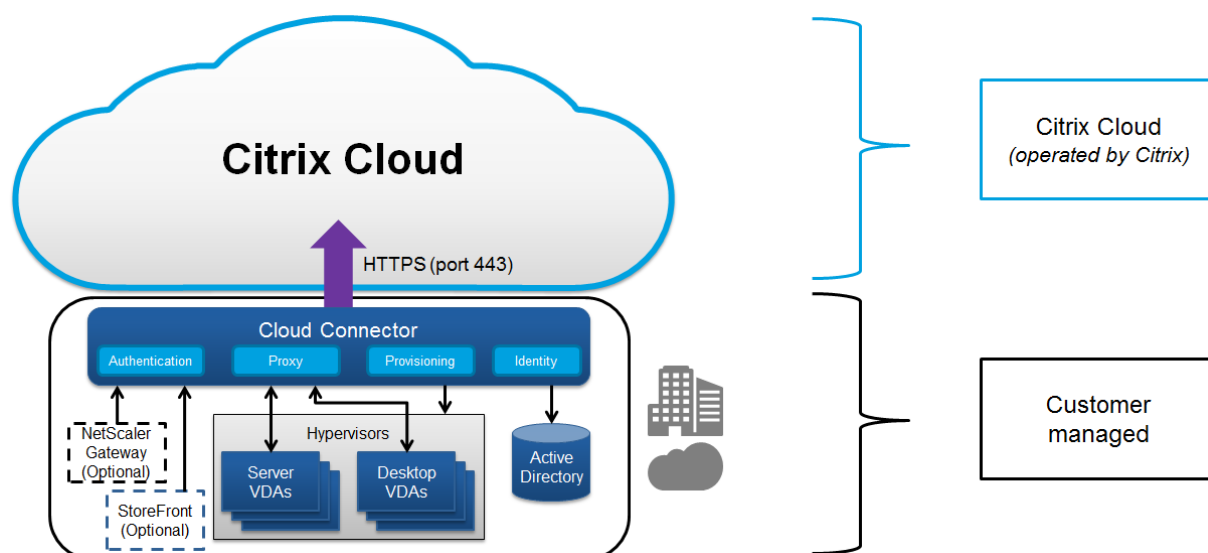 Citrix Cloud
HTTPS (port 443)
Cloud Connector
Authentication
Proxy
Provisioning
Identity
NetScaler
Gateway
(Optional)
StoreFront
(Optional)
Hypervisors
Server
VDAs
Desktop
VDAs
Active
Directory
Citrix Cloud
(operated by Citrix)
Customer
managed